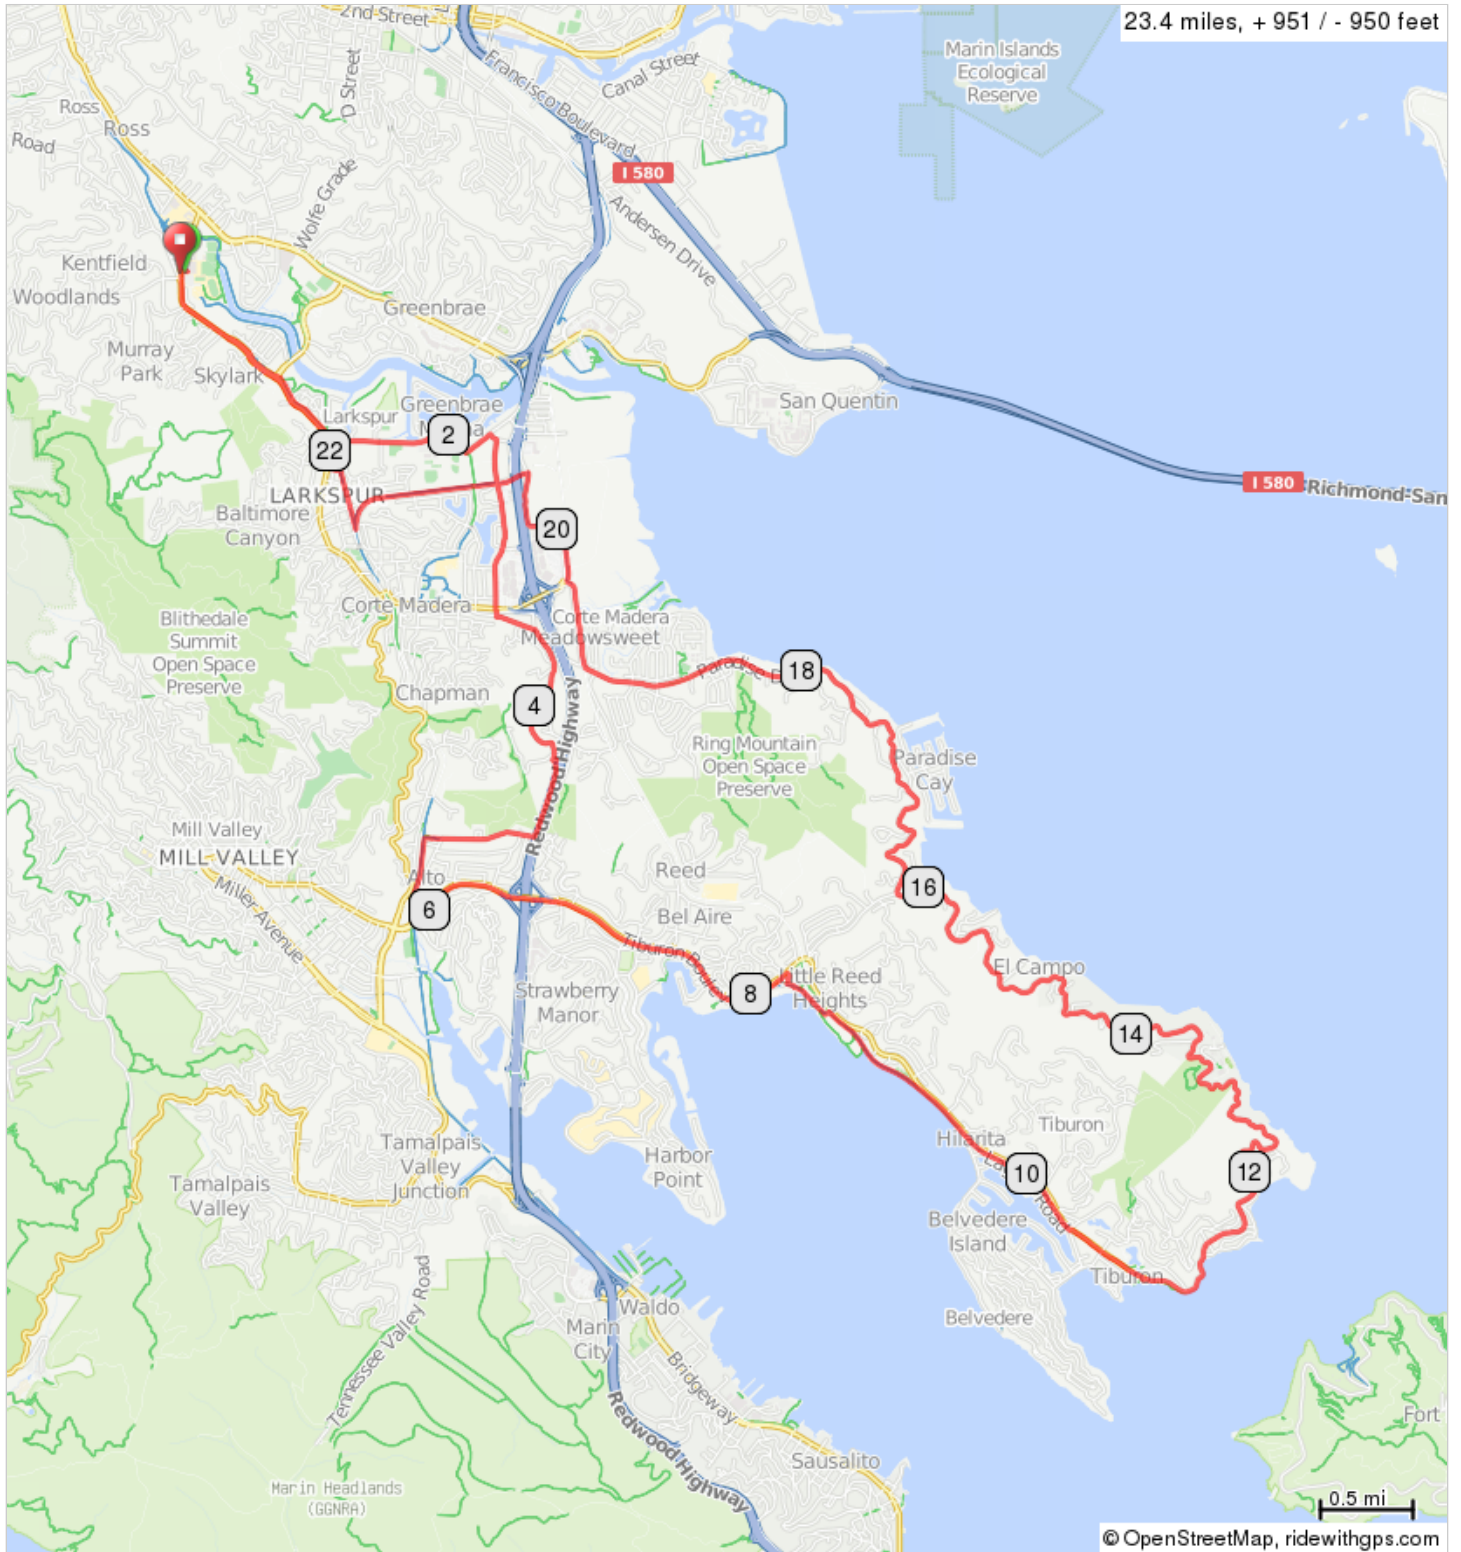 23.4 miles, + 951 / - 950 feet
2nd Street
Marin Islands
Ecological
Reserve
Francisco Boulevard
Canal Street
D Street
Ross
Ross
Road
I 580
Wolfe Grade
Andersen Drive
Kentfield
Woodlands
Greenbrae
Murray
Park
Skylark
San Quentin
Larkspur
Greenbrae
2
22
I 580
Richmond-San
LARKSPUR
Baltimore
Canyon
20
Corte Madera
Blithedale
Summit
Open Space
Preserve
Corte Madera
Meadowsweet
Paradise D
18
Chapman
4
Redwood Highway
Ring Mountain
Open Space
Preserve
Paradise
Cay
Mill Valley
MILL VALLEY
Redwood Highway
Alto
Reed
16
6
Miller Avenue
Bel Aire
Tiburon Boule
8
Little Reed
Heights
El Campo
Strawberry
Manor
14
Tiburon
Hilarita
Tamalpais
Valley
Junction
Harbor
Point
10
Road
12
Tamalpais
Valley
Belvedere
Island
Tiburon
Belvedere
Tennessee Valley Road
Waldo
Marin
City
Bridgeway
Redwood Highway
Fort
Sausalito
Marin Headlands
(GGNRA)
0.5 mi
© OpenStreetMap, ridewithgps.com